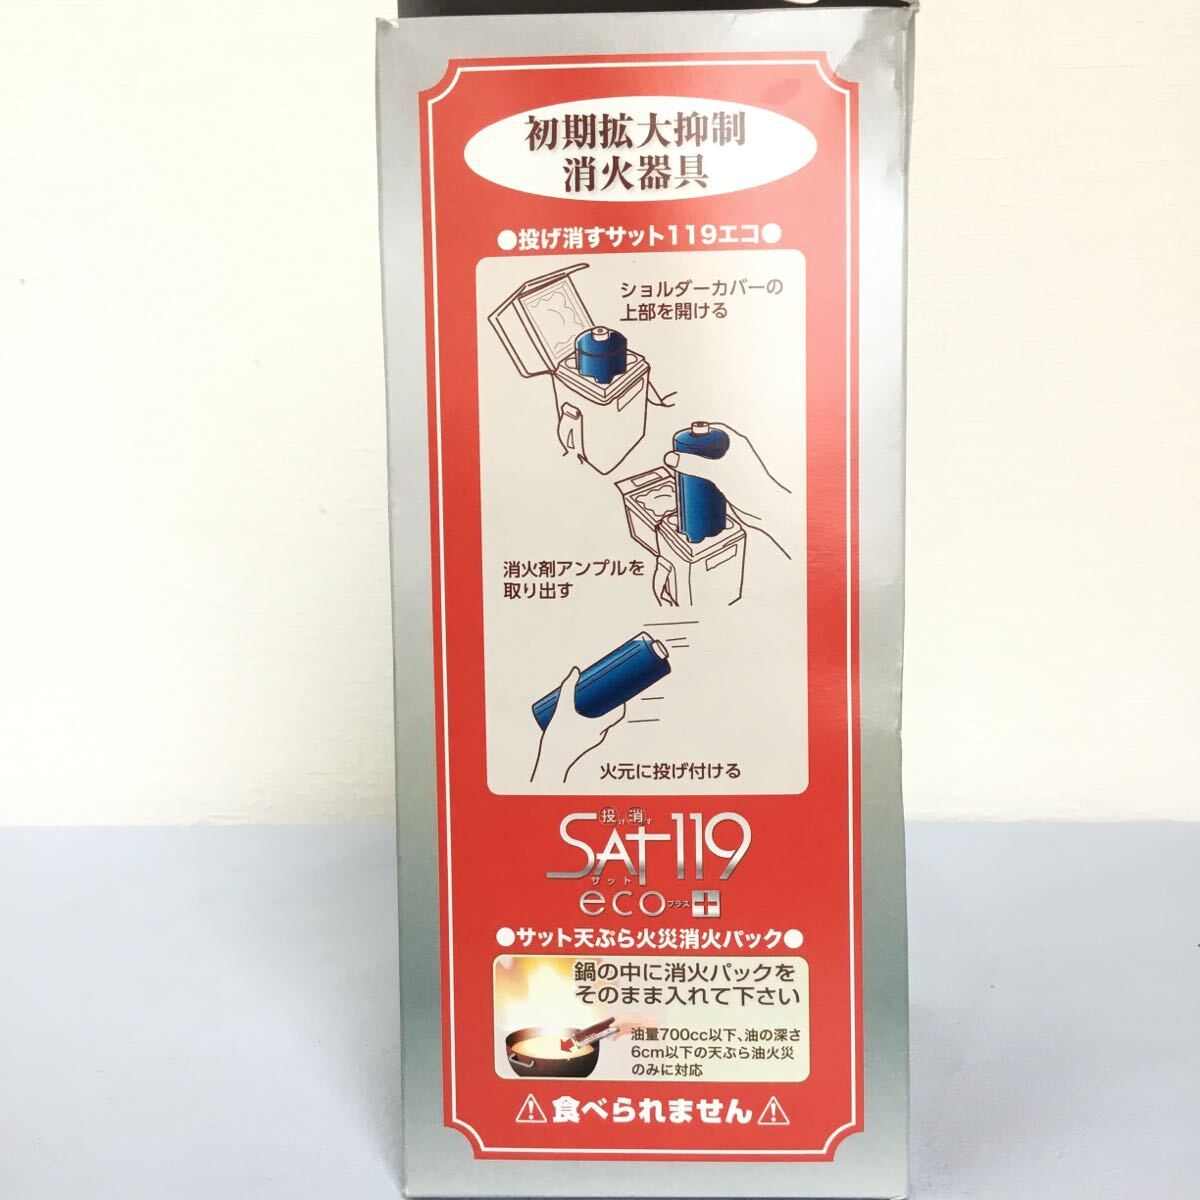 初期拡大抑制
消火器具
●投げ消すサット119エコ●
ショルダーカバーの
上部を開ける
消火剤アンプルを
取り出す
火元に投げ付ける
投げ消す
SAT119
サット
ecoプラス+
●サット天ぷら火災消火パック●
鍋の中に消火パックを
そのまま入れて下さい
油量700cc以下、油の深さ
6cm以下の天ぷら油火災
のみに対応
⚠食べられません⚠